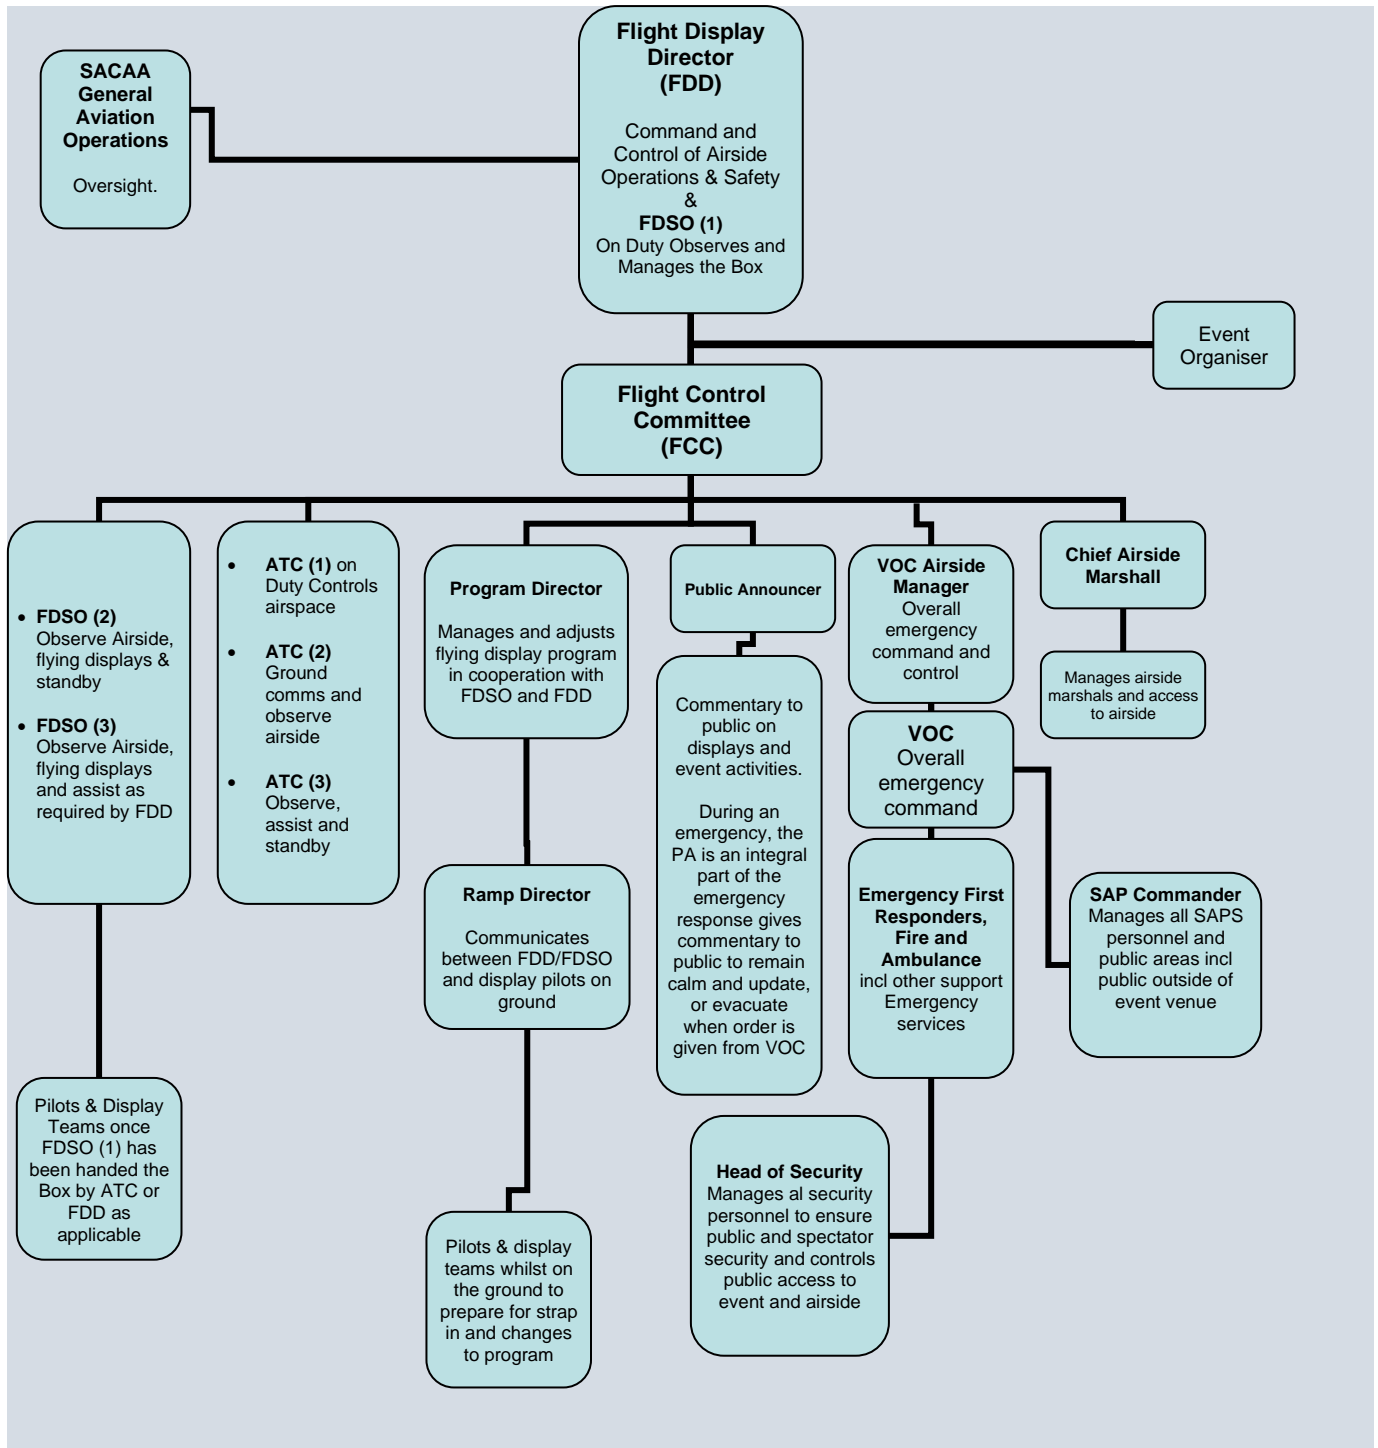 SACAA
General
Aviation
Operations
Oversight.
Flight Display
Director
(FDD)
Command and
Control of Airside
Operations & Safety
&
FDSO (1)
On Duty Observes and
Manages the Box
Event
Organiser
Flight Control
Committee
(FCC)
• FDSO (2)
Observe Airside,
flying displays &
standby
• FDSO (3)
Observe Airside,
flying displays
and assist as
required by FDD
• ATC (1) on
Duty Controls
airspace
• ATC (2)
Ground
comms and
observe
airside
• ATC (3)
Observe,
assist and
standby
Program Director
Manages and adjusts
flying display program
in cooperation with
FDSO and FDD
Public Announcer
VOC Airside
Manager
Overall
emergency
command and
control
Chief Airside
Marshall
Manages airside
marshals and access
to airside
Commentary to
public on
displays and
event activities.
During an
emergency, the
PA is an integral
part of the
emergency
response gives
commentary to
public to remain
calm and update,
or evacuate
when order is
given from VOC
VOC
Overall
emergency
command
Ramp Director
Communicates
between FDD/FDSO
and display pilots on
ground
Emergency First
Responders,
Fire and
Ambulance
incl other support
Emergency
services
SAP Commander
Manages all SAPS
personnel and
public areas incl
public outside of
event venue
Pilots & Display
Teams once
FDSO (1) has
been handed the
Box by ATC or
FDD as
applicable
Head of Security
Manages al security
personnel to ensure
public and spectator
security and controls
public access to
event and airside
Pilots & display
teams whilst on
the ground to
prepare for strap
in and changes
to program